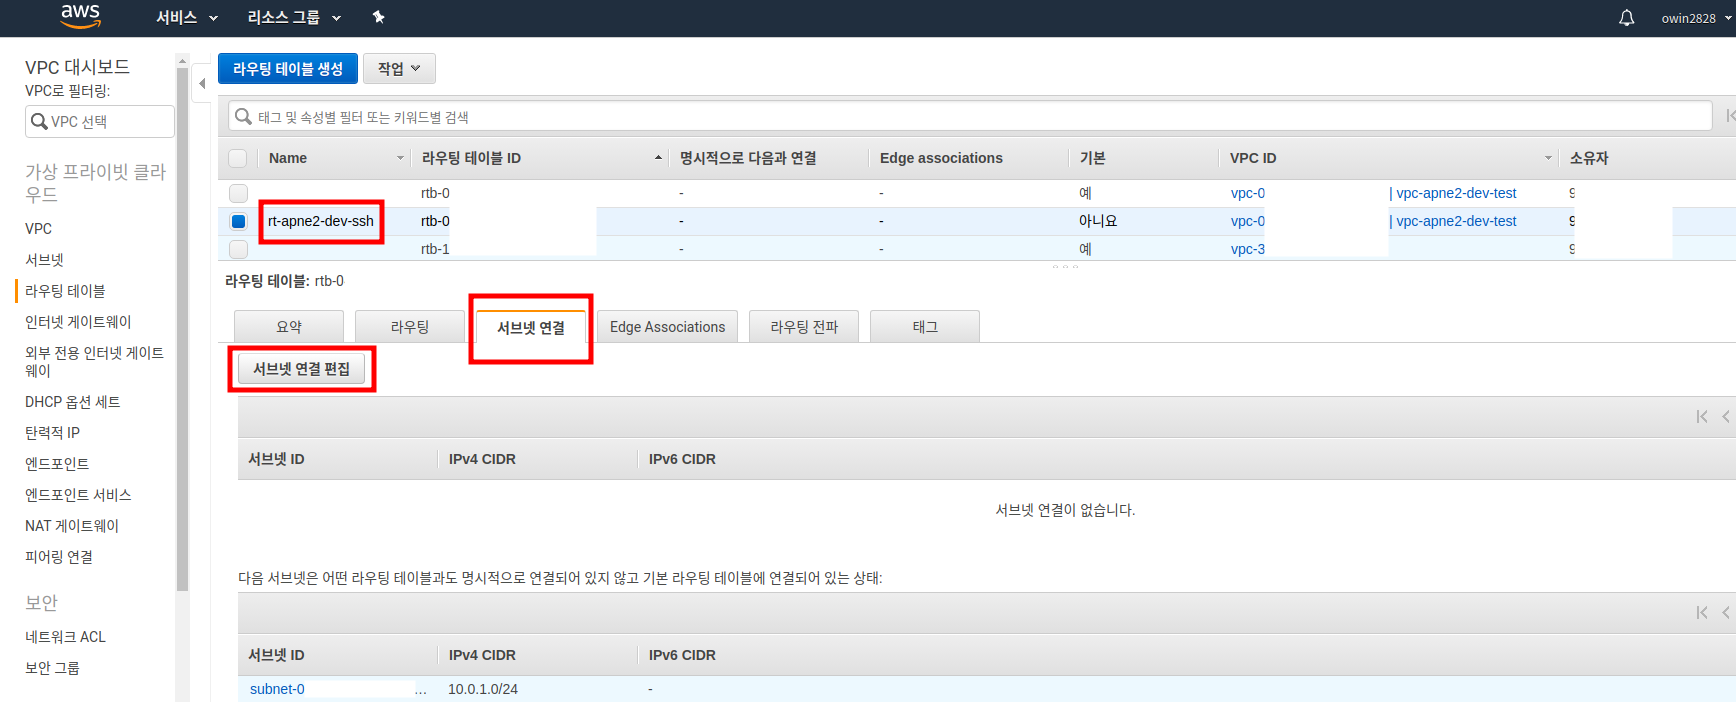 aws 서비스 리소스 그룹 owin2828
VPC 대시보드
VPC로 필터링:
VPC 선택
가상 프라이빗 클라
우드
VPC
서브넷
라우팅 테이블
인터넷 게이트웨이
외부 전용 인터넷 게이트
웨이
DHCP 옵션 세트
탄력적 IP
엔드포인트
엔드포인트 서비스
NAT 게이트웨이
피어링 연결
보안
네트워크 ACL
보안 그룹
라우팅 테이블 생성 작업
태그 및 속성별 필터 또는 키워드별 검색
Name 라우팅 테이블 ID 명시적으로 다음과 연결 Edge associations 기본 VPC ID 소유자
rtb-0 - - 예 vpc-0 | vpc-apne2-dev-test 9
rt-apne2-dev-ssh rtb-0 - - 아니요 vpc-0 | vpc-apne2-dev-test 9
rtb-1 - - 예 vpc-3 9
라우팅 테이블: rtb-0
요약 라우팅 서브넷 연결 Edge Associations 라우팅 전파 태그
서브넷 연결 편집
서브넷 ID IPv4 CIDR IPv6 CIDR
서브넷 연결이 없습니다.
다음 서브넷은 어떤 라우팅 테이블과도 명시적으로 연결되어 있지 않고 기본 라우팅 테이블에 연결되어 있는 상태:
서브넷 ID IPv4 CIDR IPv6 CIDR
subnet-0 ... 10.0.1.0/24 -